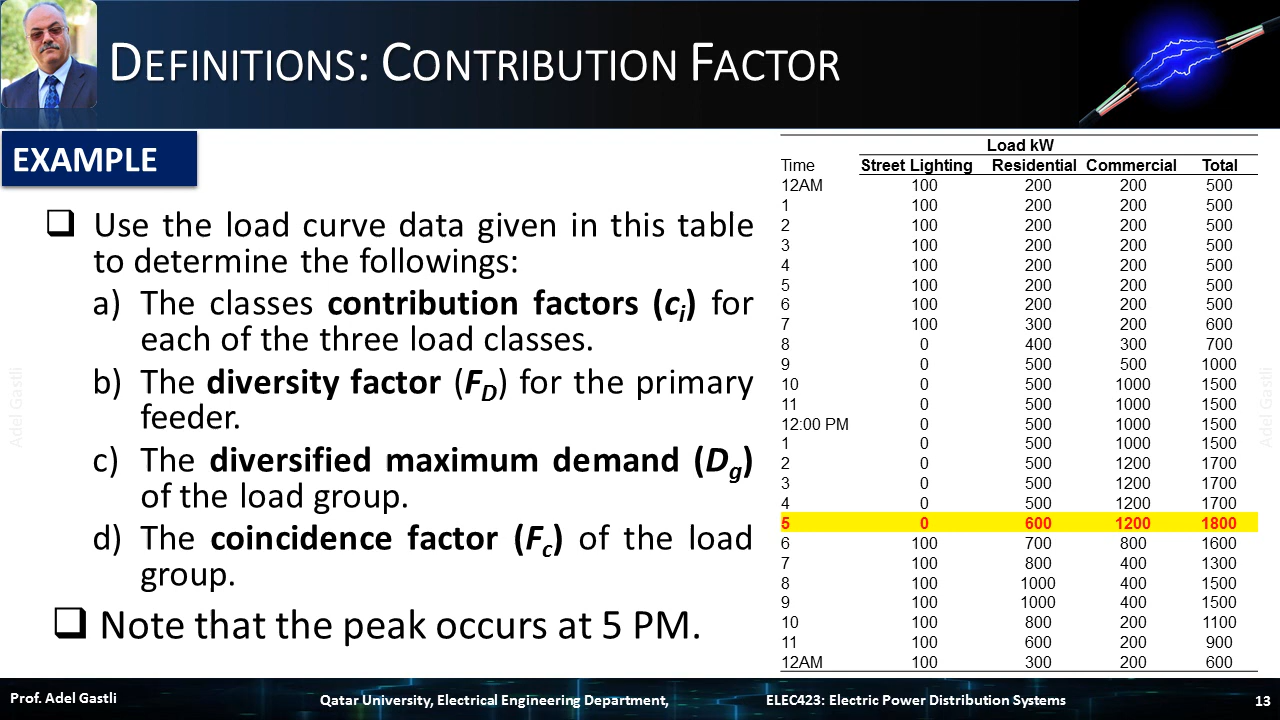 DEFINITIONS: CONTRIBUTION FACTOR
EXAMPLE
❑ Use the load curve data given in this table
to determine the followings:
a) The classes contribution factors (ci) for
each of the three load classes.
b) The diversity factor (FD) for the primary
feeder.
c) The diversified maximum demand (Dg)
of the load group.
d) The coincidence factor (Fc) of the load
group.
❑ Note that the peak occurs at 5 PM.
Load kW
Time Street Lighting Residential Commercial Total
12AM 100 200 200 500
1 100 200 200 500
2 100 200 200 500
3 100 200 200 500
4 100 200 200 500
5 100 200 200 500
6 100 200 200 500
7 100 300 200 600
8 0 400 300 700
9 0 500 500 1000
10 0 500 1000 1500
11 0 500 1000 1500
12:00 PM 0 500 1000 1500
1 0 500 1000 1500
2 0 500 1200 1700
3 0 500 1200 1700
4 0 500 1200 1700
5 0 600 1200 1800
6 100 700 800 1600
7 100 800 400 1300
8 100 1000 400 1500
9 100 1000 400 1500
10 100 800 200 1100
11 100 600 200 900
12AM 100 300 200 600
Adel Gastli
Adel Gastli
Prof. Adel Gastli Qatar University, Electrical Engineering Department, ELEC423: Electric Power Distribution Systems 13